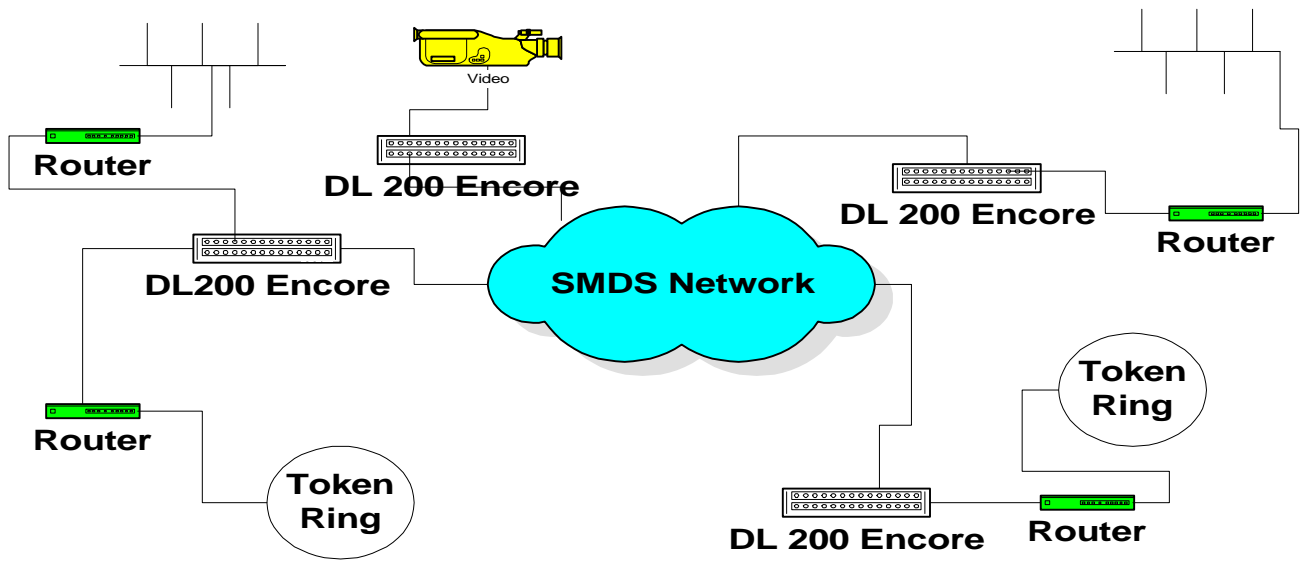 Video
Router
DL 200 Encore
DL 200 Encore
Router
DL200 Encore
SMDS Network
Token
Ring
Router
Token
Ring
DL 200 Encore
Router